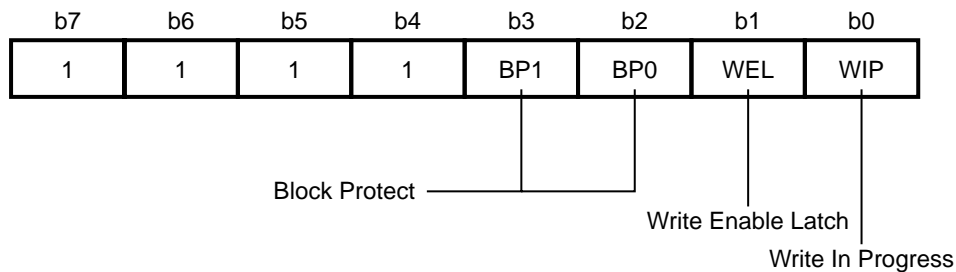 b7 b6 b5 b4 b3 b2 b1 b0
1 1 1 1 BP1 BP0 WEL WIP
Block Protect
Write Enable Latch
Write In Progress